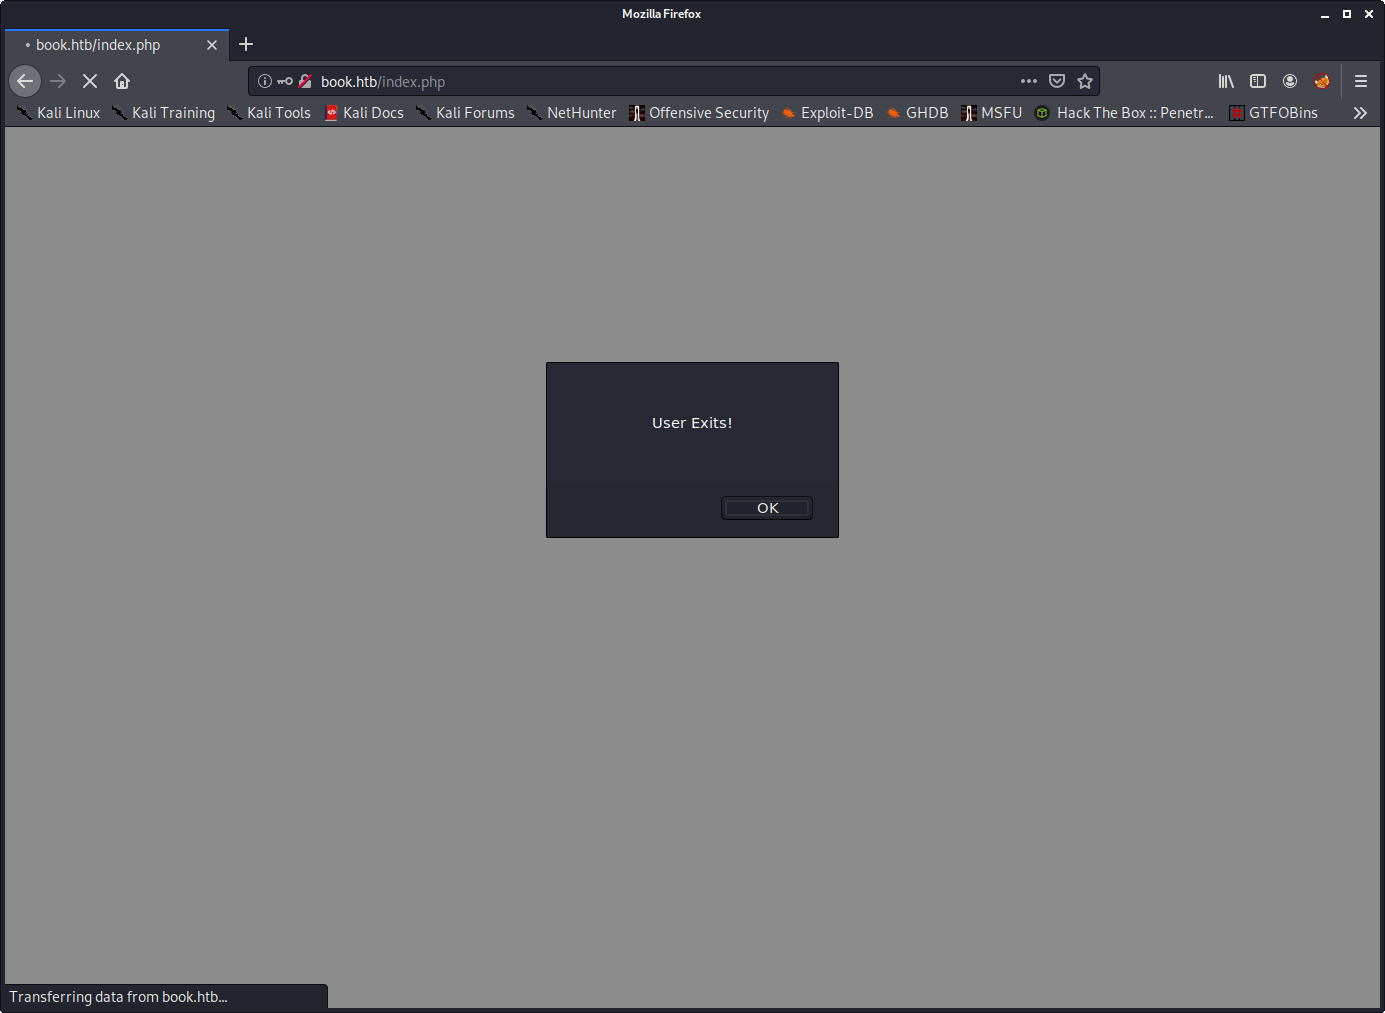 Mozilla Firefox
book.htb/index.php
book.htb/index.php
Kali Linux Kali Training Kali Tools Kali Docs Kali Forums NetHunter Offensive Security Exploit-DB GHDB MSFU Hack The Box :: Penetr... GTFOBins
User Exits!
OK
Transferring data from book.htb...